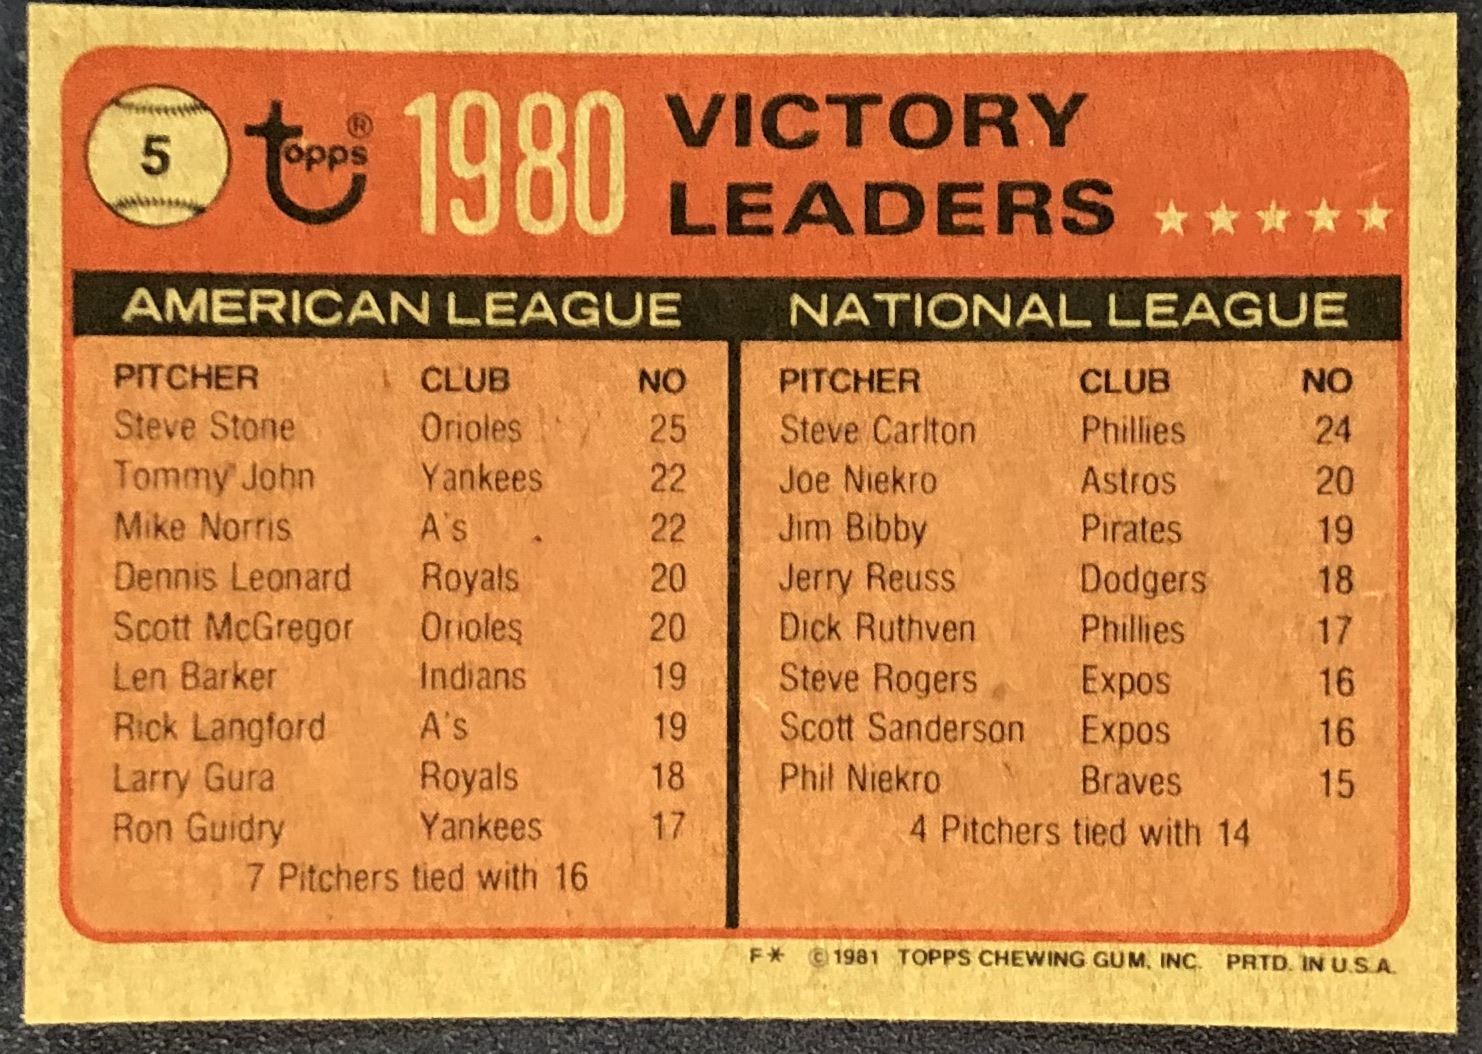 5 topps® 1980 VICTORY LEADERS
AMERICAN LEAGUE
PITCHER CLUB NO
Steve Stone Orioles 25
Tommy John Yankees 22
Mike Norris A's 22
Dennis Leonard Royals 20
Scott McGregor Orioles 20
Len Barker Indians 19
Rick Langford A's 19
Larry Gura Royals 18
Ron Guidry Yankees 17
7 Pitchers tied with 16
NATIONAL LEAGUE
PITCHER CLUB NO
Steve Carlton Phillies 24
Joe Niekro Astros 20
Jim Bibby Pirates 19
Jerry Reuss Dodgers 18
Dick Ruthven Phillies 17
Steve Rogers Expos 16
Scott Sanderson Expos 16
Phil Niekro Braves 15
4 Pitchers tied with 14
F* ©1981 TOPPS CHEWING GUM, INC. PRTD. IN U.S.A.